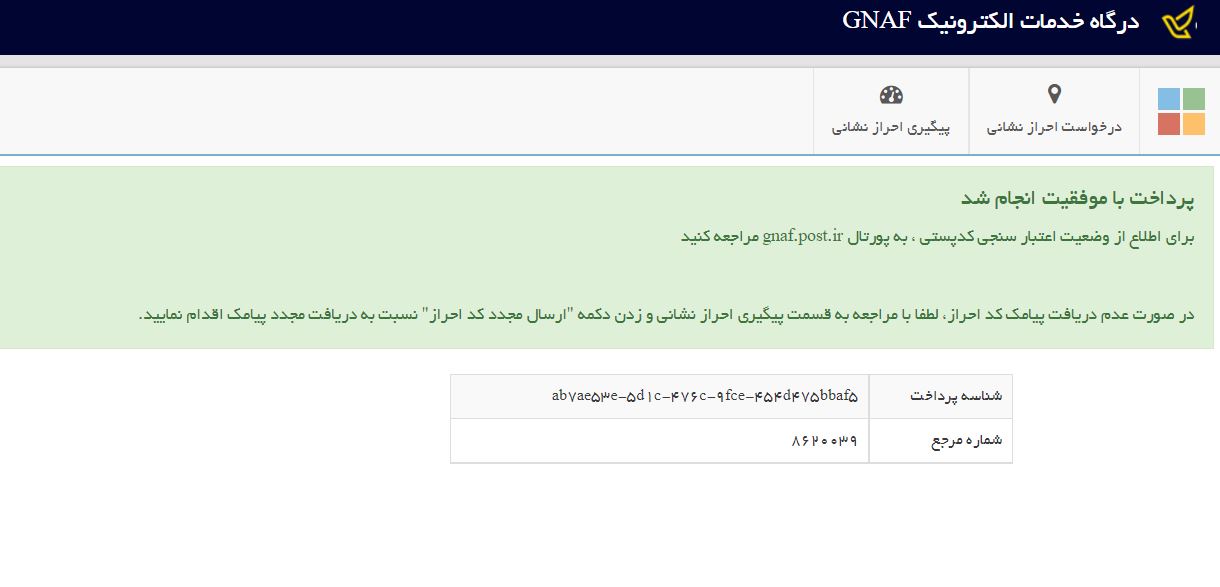 درگاه خدمات الکترونیک GNAF
درخواست احراز نشانی
پیگیری احراز نشانی
پرداخت با موفقیت انجام شد
برای اطلاع از وضعیت اعتبار سنجی کدپستی ، به پورتال gnaf.post.ir مراجعه کنید
در صورت عدم دریافت پیامک کد احراز، لطفا با مراجعه به قسمت پیگیری احراز نشانی و زدن دکمه "ارسال مجدد کد احراز" نسبت به دریافت مجدد پیامک اقدام نمایید.
شناسه پرداخت ab۷ae۵۳e-۵d۱c-۴۷۶c-۹fce-۴۵۴d۴۷۵bbaf۵
شماره مرجع ۸۶۲۰۰۳۹